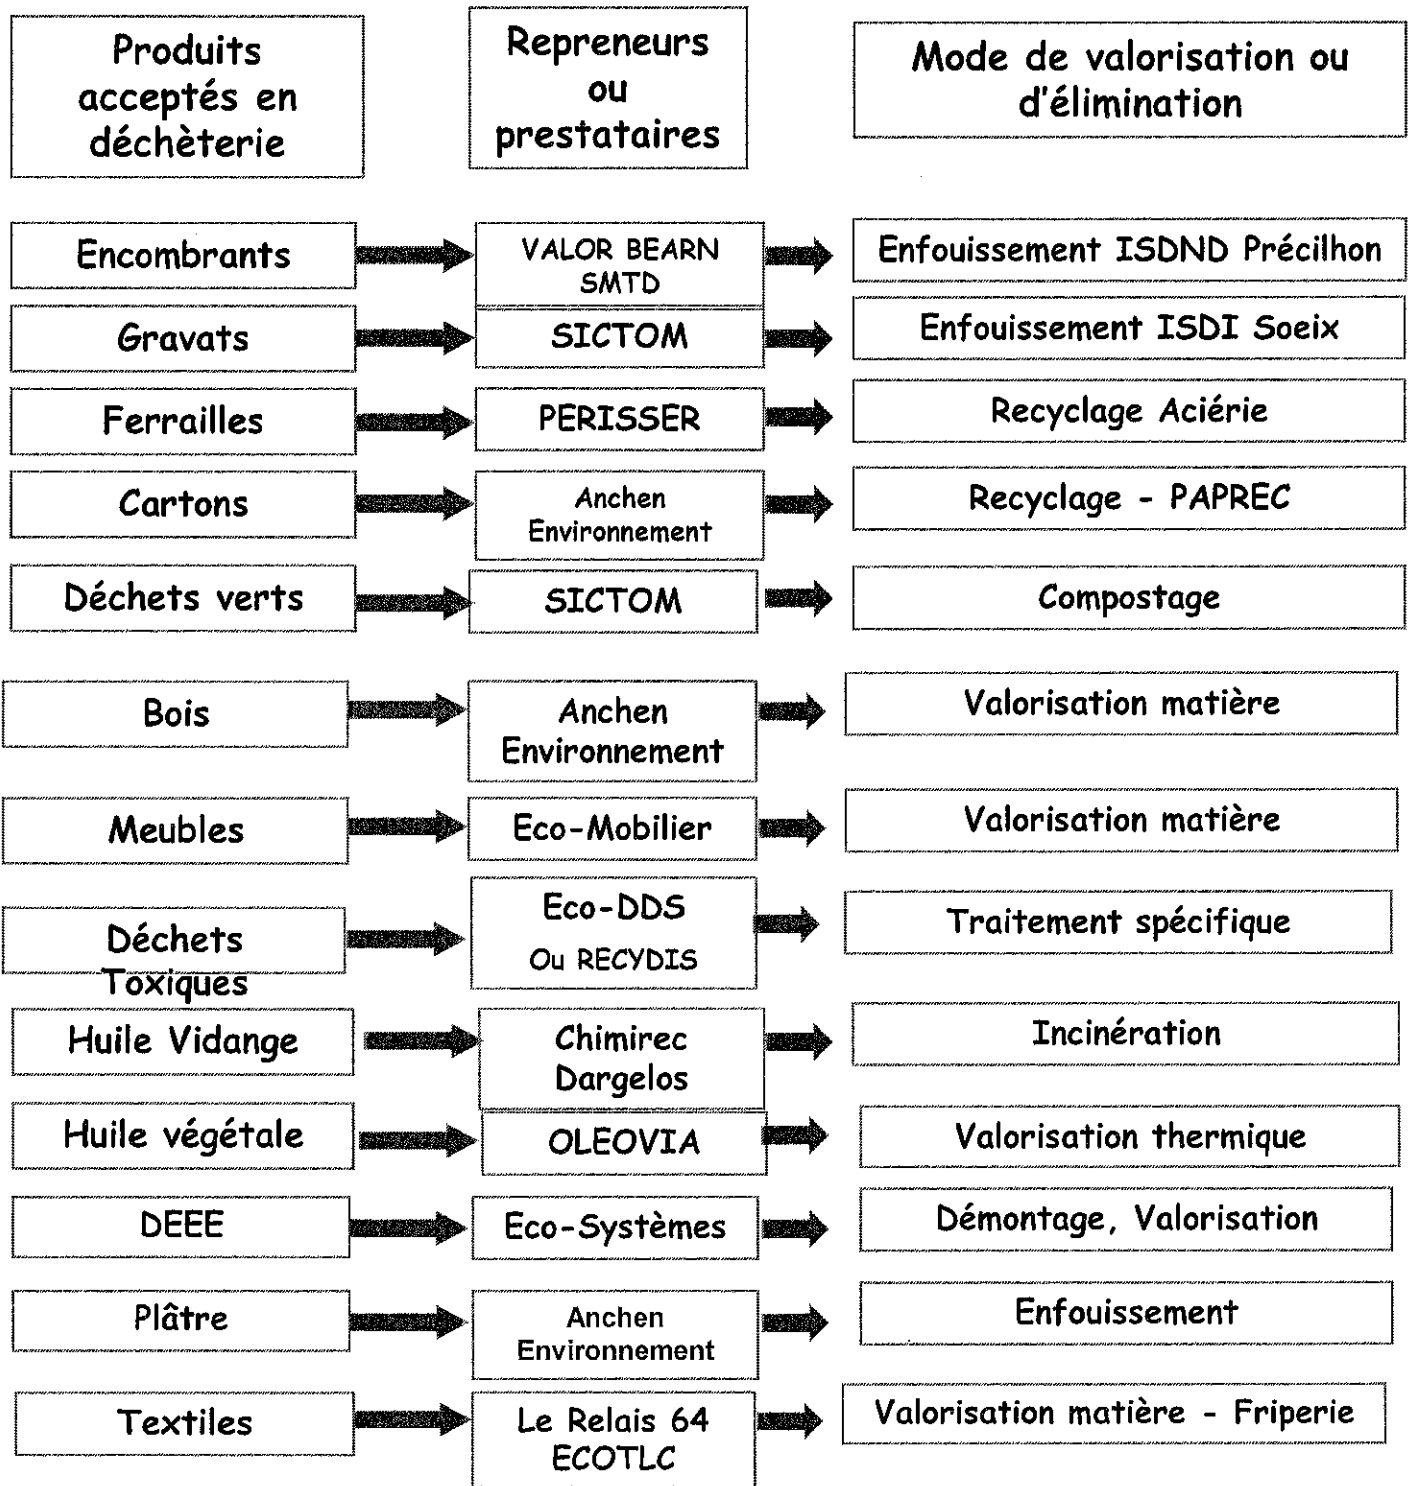 Produits
acceptés en
déchèterie
Repreneurs
ou
prestataires
Mode de valorisation ou
d'élimination
Encombrants
VALOR BEARN
SMTD
Enfouissement ISDND Précilhon
Gravats
SICTOM
Enfouissement ISDI Soeix
Ferrailles
PERISSER
Recyclage Aciérie
Cartons
Anchen
Environnement
Recyclage - PAPREC
Déchets verts
SICTOM
Compostage
Bois
Anchen
Environnement
Valorisation matière
Meubles
Eco-Mobilier
Valorisation matière
Déchets
Toxiques
Eco-DDS
Ou RECYDIS
Traitement spécifique
Huile Vidange
Chimirec
Dargelos
Incinération
Huile végétale
OLEOVIA
Valorisation thermique
DEEE
Eco-Systèmes
Démontage, Valorisation
Plâtre
Anchen
Environnement
Enfouissement
Textiles
Le Relais 64
ECOTLC
Valorisation matière - Friperie